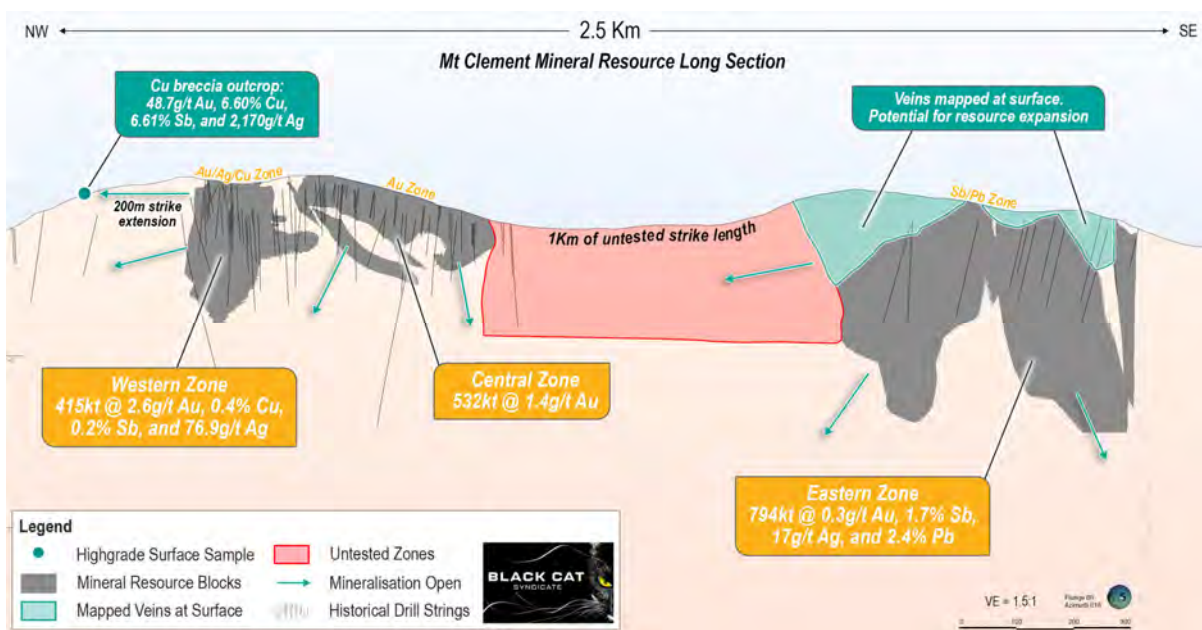 NW
2.5 Km
SE
Mt Clement Mineral Resource Long Section
Cu breccia outcrop:
48.7g/t Au, 6.60% Cu,
6.61% Sb, and 2,170g/t Ag
Veins mapped at surface.
Potential for resource expansion
Au/Ag/Cu Zone
Au Zone
Sb/Pb Zone
200m strike
extension
1Km of untested strike length
Western Zone
415kt @ 2.6g/t Au, 0.4% Cu,
0.2% Sb, and 76.9g/t Ag
Central Zone
532kt @ 1.4g/t Au
Eastern Zone
794kt @ 0.3g/t Au, 1.7% Sb,
17g/t Ag, and 2.4% Pb
Legend
Highgrade Surface Sample
Untested Zones
Mineral Resource Blocks
Mineralisation Open
Mapped Veins at Surface
Historical Drill Strings
BLACK CAT
SYNDICATE
VE = 1.5:1
Plunge
Azimuth
0 100 200 300